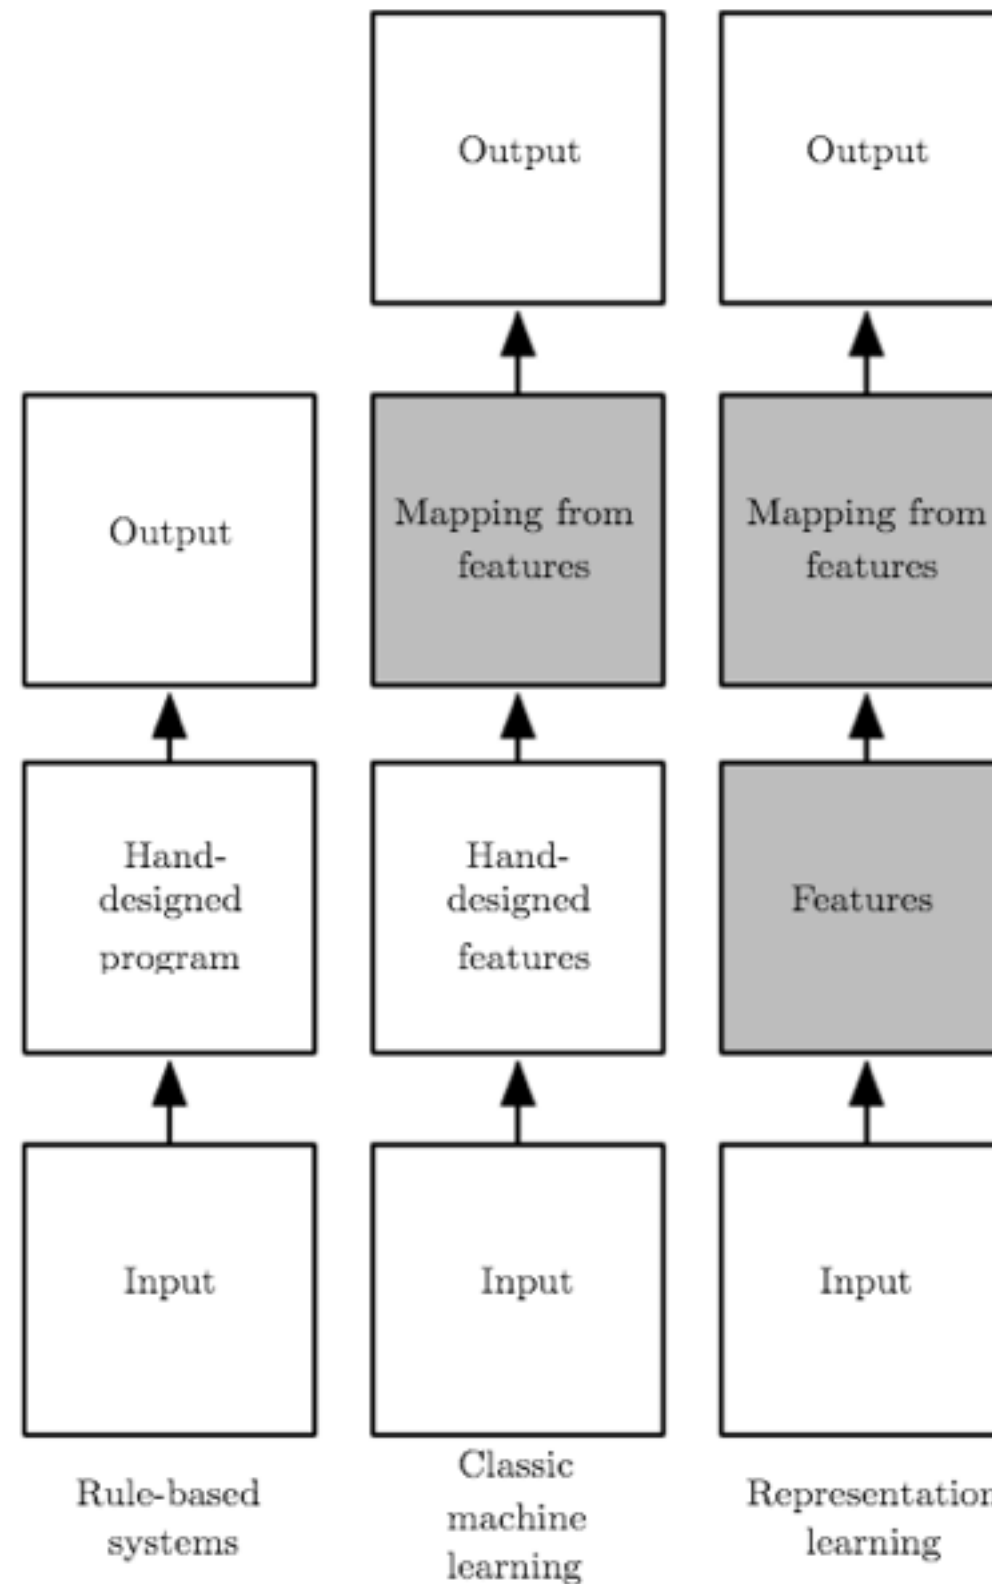 Output
Output
Output
Mapping from
features
Mapping from
features
Hand-
designed
program
Hand-
designed
features
Features
Input
Input
Input
Rule-based
systems
Classic
machine
learning
Representation
learning